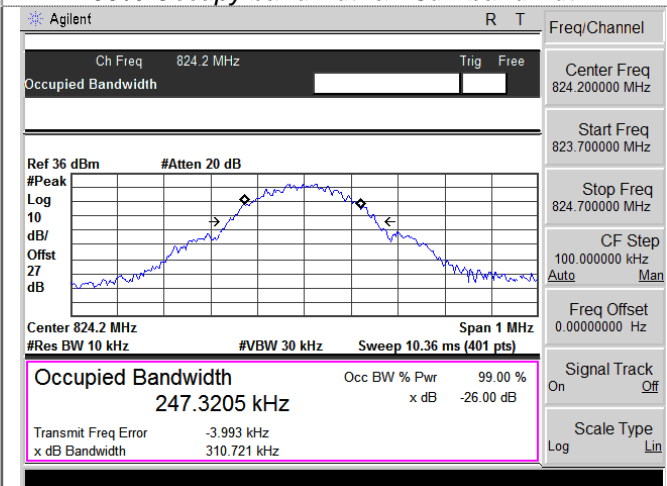 Agilent R T
Freq/Channel
Ch Freq 824.2 MHz Trig Free
Occupied Bandwidth
Center Freq
824.200000 MHz
Start Freq
823.700000 MHz
Stop Freq
824.700000 MHz
CF Step
100.000000 kHz
Auto Man
Freq Offset
0.00000000 Hz
Signal Track
On Off
Scale Type
Log Lin
Ref 36 dBm #Atten 20 dB
#Peak
Log
10
dB/
Offst
27
dB
Center 824.2 MHz Span 1 MHz
#Res BW 10 kHz #VBW 30 kHz Sweep 10.36 ms (401 pts)
Occupied Bandwidth Occ BW % Pwr 99.00 %
247.3205 kHz x dB -26.00 dB
Transmit Freq Error -3.993 kHz
x dB Bandwidth 310.721 kHz